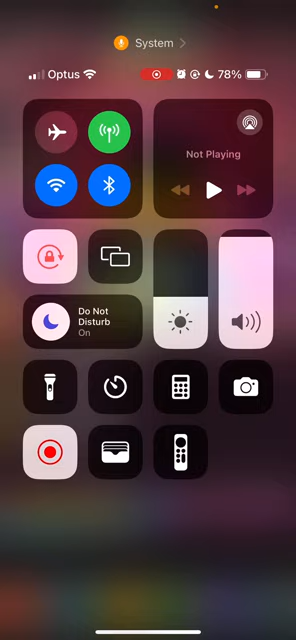 System
Optus 78%
Not Playing
Do Not
Disturb
On